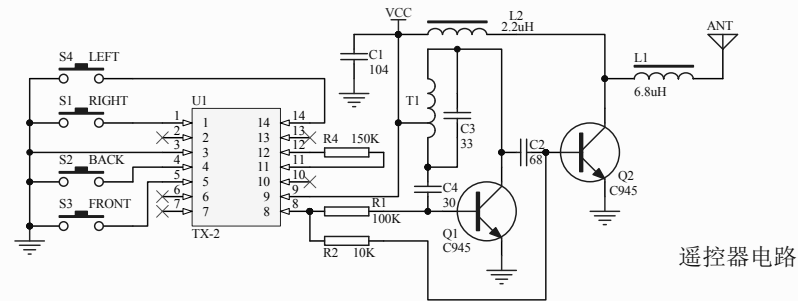 VCC
L2
2.2uH
ANT
S4 LEFT
C1
104
L1
6.8uH
S1 RIGHT
U1
T1
1 1 14 14
2 2 13 13
3 3 12 12
4 4 11 11
5 5 10 10
6 6 9 9
7 7 8 8
TX-2
R4 150K
C3
33
C2
68
S2 BACK
S3 FRONT
C4
30
R1
100K
R2 10K
Q1
C945
Q2
C945
遥控器电路